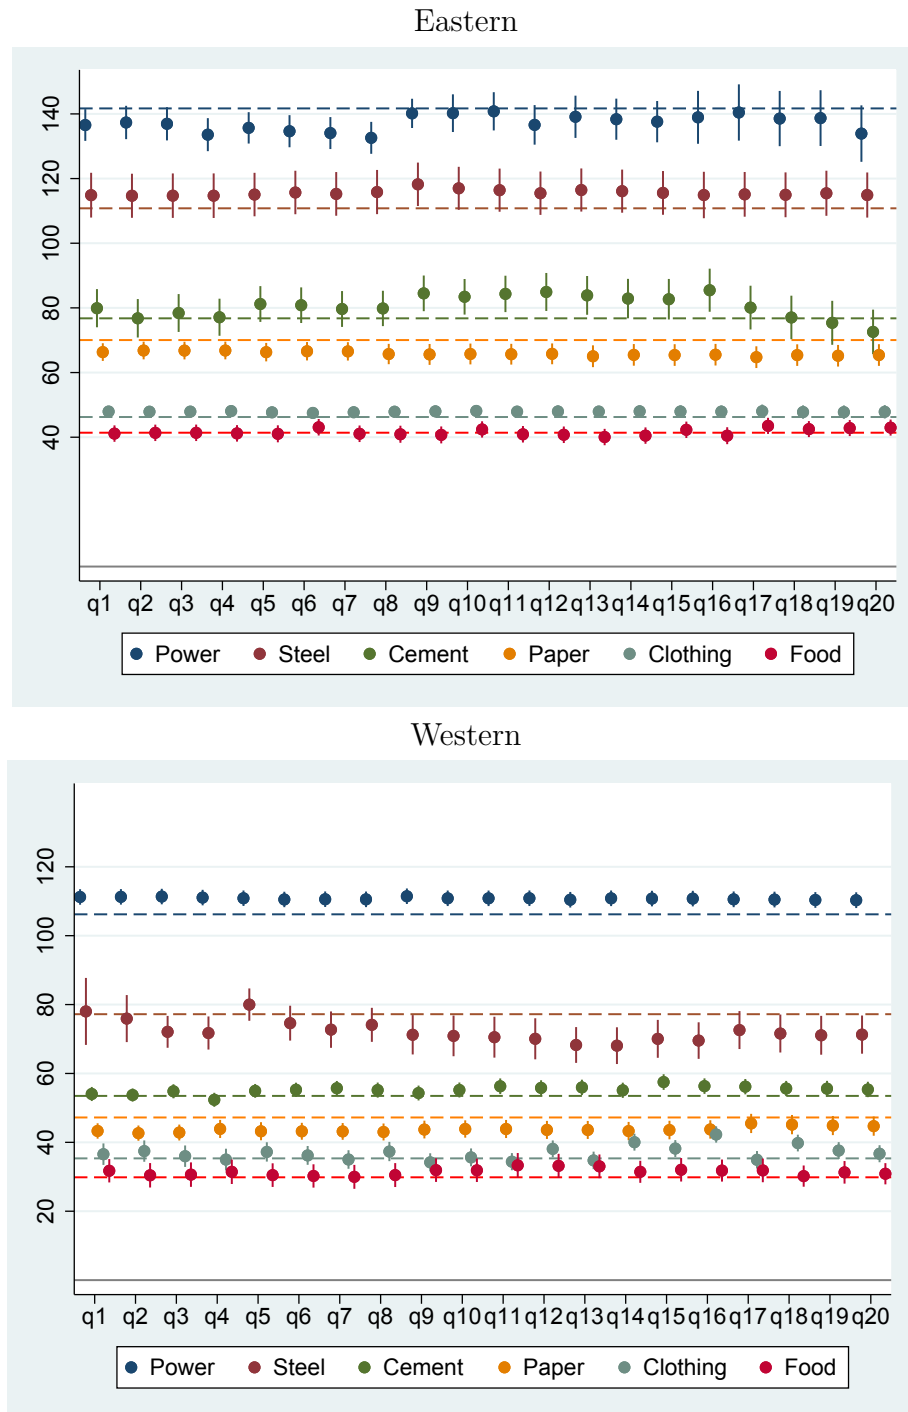 Eastern
140
120
100
80
60
40
q1 q2 q3 q4 q5 q6 q7 q8 q9 q10 q11 q12 q13 q14 q15 q16 q17 q18 q19 q20
Power Steel Cement Paper Clothing Food
Western
120
100
80
60
40
20
q1 q2 q3 q4 q5 q6 q7 q8 q9 q10 q11 q12 q13 q14 q15 q16 q17 q18 q19 q20
Power Steel Cement Paper Clothing Food